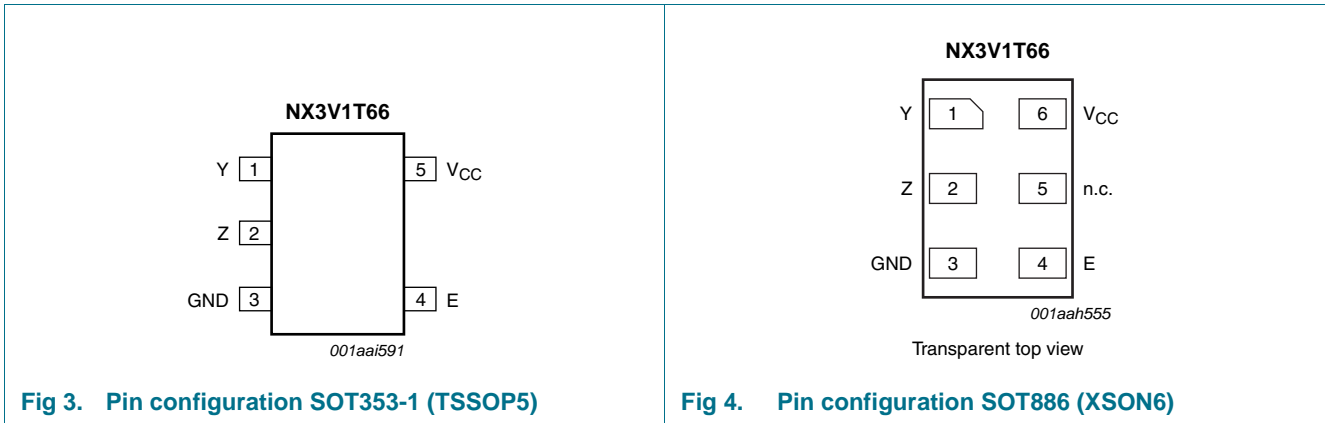 NX3V1T66
Y 1 5 VCC
Z 2
GND 3 4 E
001aai591
Fig 3. Pin configuration SOT353-1 (TSSOP5)
NX3V1T66
Y 1 6 VCC
Z 2 5 n.c.
GND 3 4 E
001aah555
Transparent top view
Fig 4. Pin configuration SOT886 (XSON6)